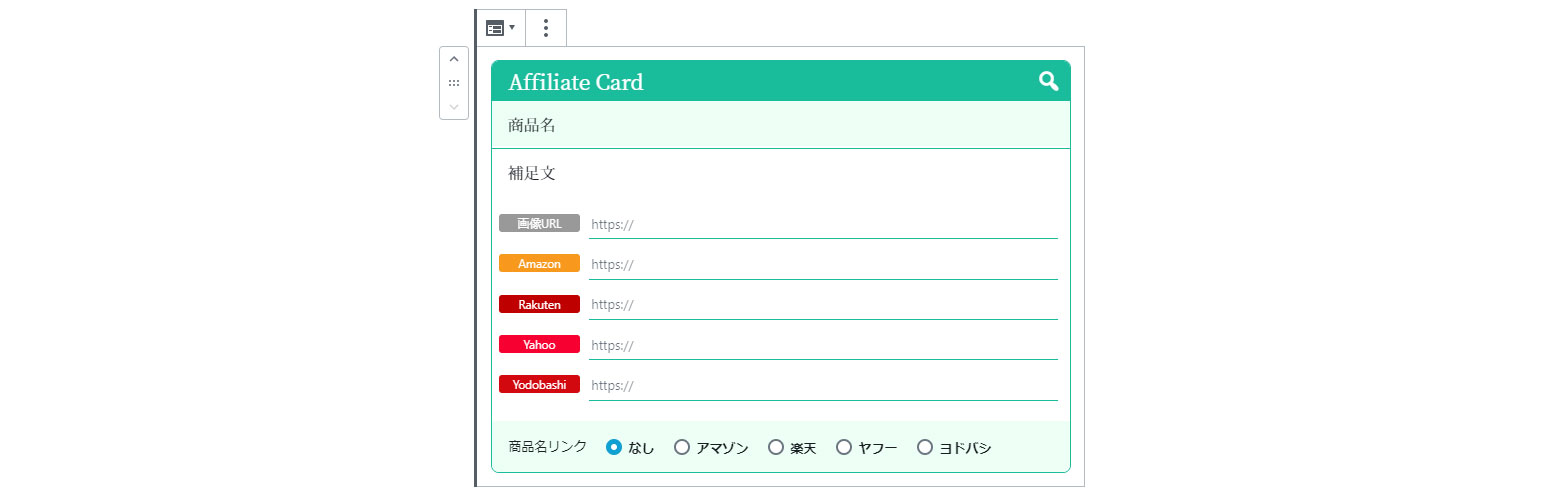 Affiliate Card
商品名
補足文
画像URL https://
Amazon https://
Rakuten https://
Yahoo https://
Yodobashi https://
商品名リンク なし アマゾン 楽天 ヤフー ヨドバシ